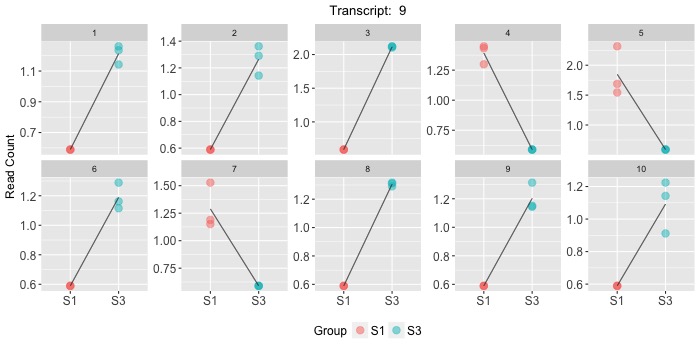 Transcript: 9
1 2 3 4 5
1.1 0.9 0.7
1.4 1.2 1.0 0.8 0.6
2.0 1.5 1.0
1.25 1.00 0.75
2.0 1.5 1.0
Read Count
6 7 8 9 10
1.2 1.0 0.8 0.6
1.50 1.25 1.00 0.75
1.2 1.0 0.8 0.6
1.2 1.0 0.8 0.6
1.2 1.0 0.8 0.6
S1 S3 S1 S3 S1 S3 S1 S3 S1 S3
Group S1 S3